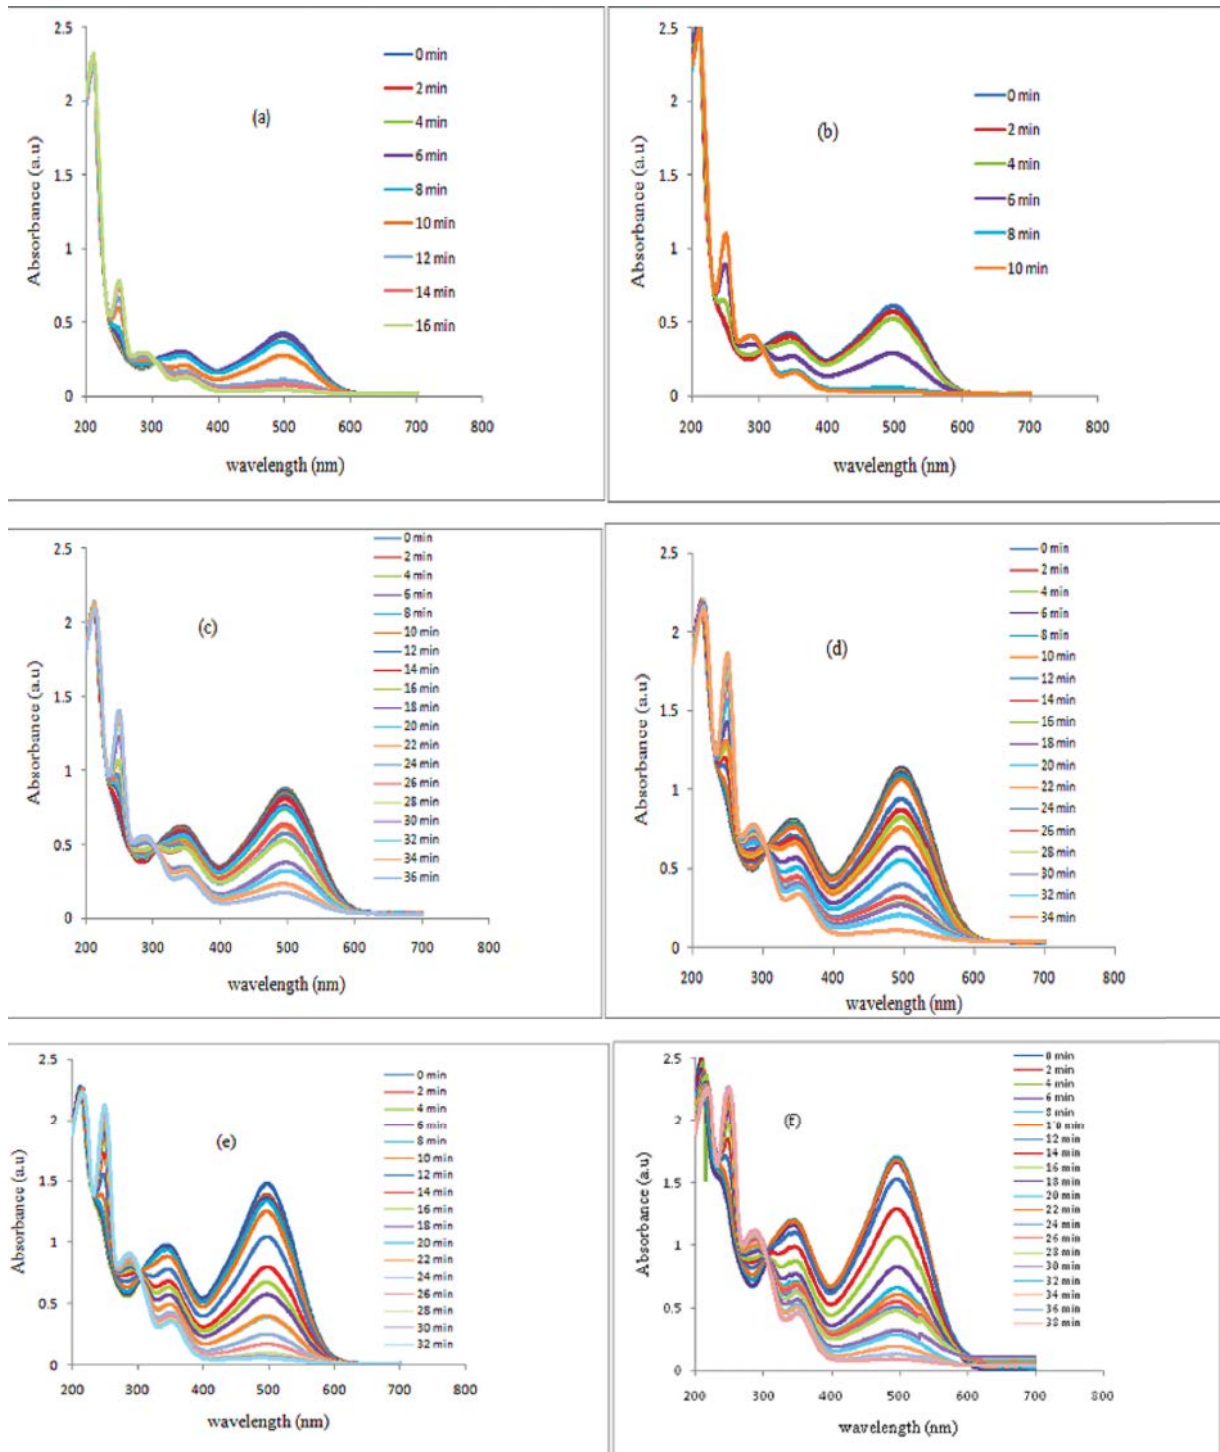 2.5
2
1.5
1
0.5
0
200 300 400 500 600 700 800
Absorbance (a.u)
wavelength (nm)
(a)
0 min
2 min
4 min
6 min
8 min
10 min
12 min
14 min
16 min
2.5
2
1.5
1
0.5
0
200 300 400 500 600 700 800
Absorbance (a.u)
wavelength (nm)
(b)
0 min
2 min
4 min
6 min
8 min
10 min
2.5
2
1.5
1
0.5
0
200 300 400 500 600 700 800
Absorbance (a.u)
wavelength (nm)
(c)
0 min
2 min
4 min
6 min
8 min
10 min
12 min
14 min
16 min
18 min
20 min
22 min
24 min
26 min
28 min
30 min
32 min
34 min
36 min
2.5
2
1.5
1
0.5
0
200 300 400 500 600 700 800
Absorbance (a.u)
wavelength (nm)
(d)
0 min
2 min
4 min
6 min
8 min
10 min
12 min
14 min
16 min
18 min
20 min
22 min
24 min
26 min
28 min
30 min
32 min
34 min
2.5
2
1.5
1
0.5
0
200 300 400 500 600 700 800
Absorbance (a.u)
wavelength (nm)
(e)
0 min
2 min
4 min
6 min
8 min
10 min
12 min
14 min
16 min
18 min
20 min
22 min
24 min
26 min
28 min
30 min
32 min
2.5
2
1.5
1
0.5
0
200 300 400 500 600 700 800
Absorbance (a.u)
wavelength (nm)
(f)
0 min
2 min
4 min
6 min
8 min
10 min
12 min
14 min
16 min
18 min
20 min
22 min
24 min
26 min
28 min
30 min
32 min
34 min
36 min
38 min